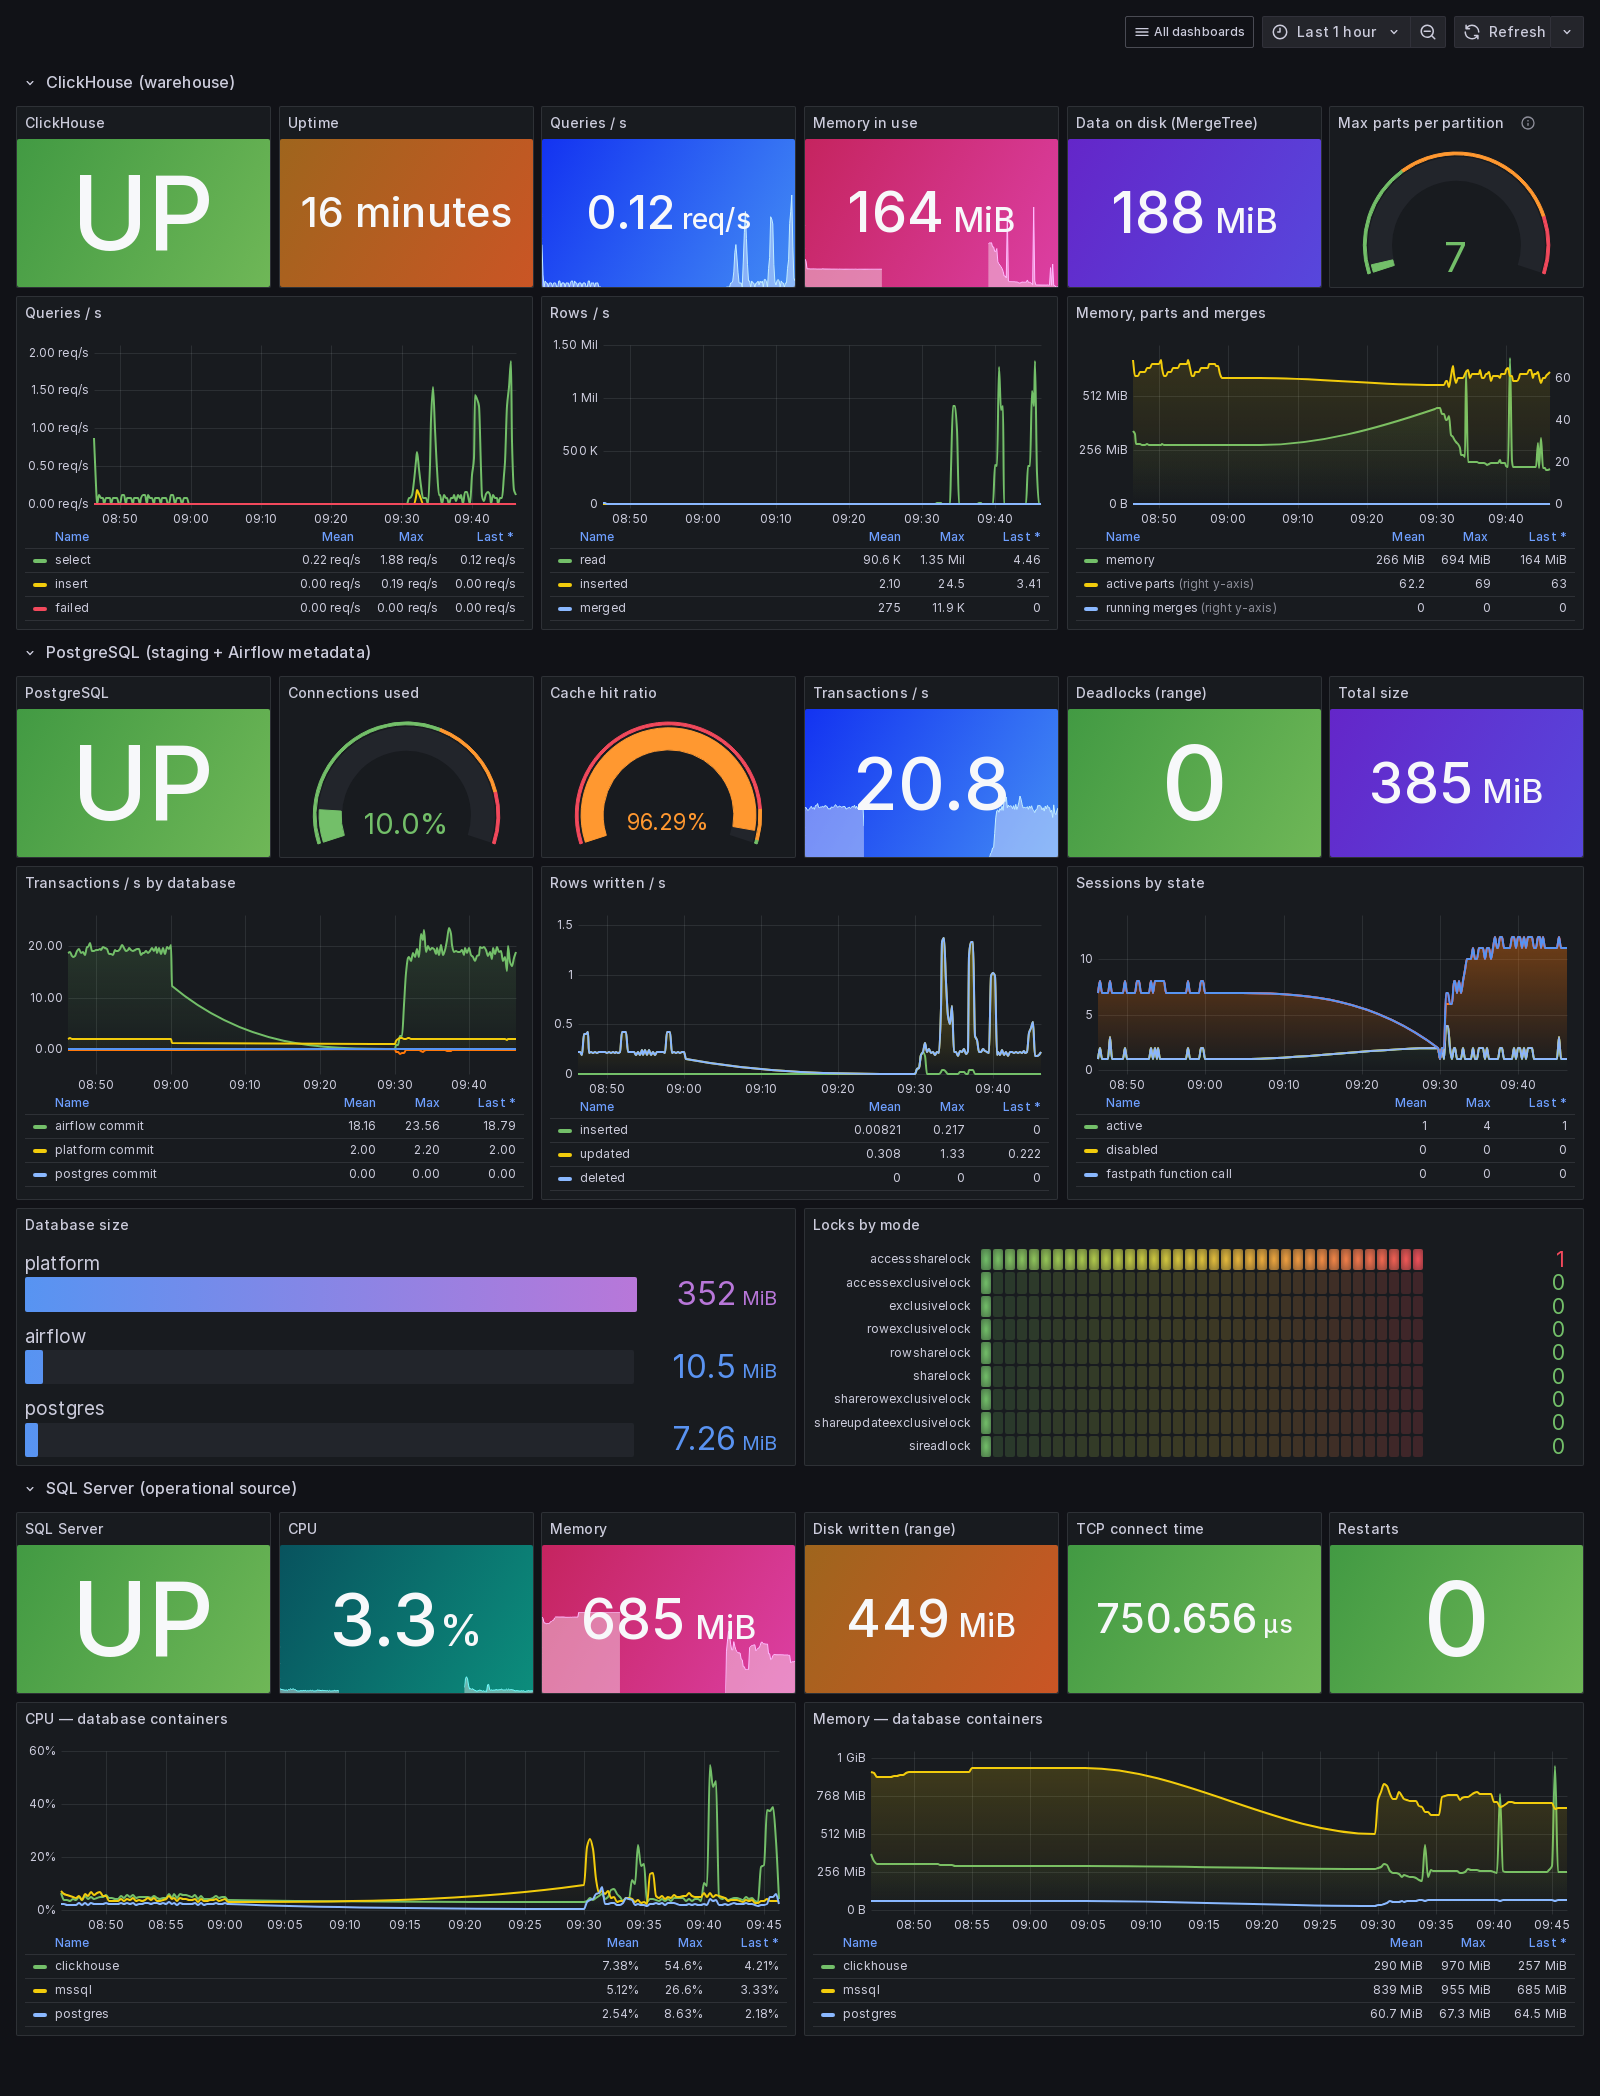 All dashboards
Last 1 hour
Refresh
ClickHouse (warehouse)
ClickHouse
Uptime
Queries / s
Memory in use
Data on disk (MergeTree)
Max parts per partition
UP
16 minutes
0.12 req/s
164 MiB
188 MiB
7
Queries / s
2.00 req/s
1.50 req/s
1.00 req/s
0.50 req/s
0.00 req/s
08:50 09:00 09:10 09:20 09:30 09:40
Name Mean Max Last *
select 0.22 req/s 1.88 req/s 0.12 req/s
insert 0.00 req/s 0.19 req/s 0.00 req/s
failed 0.00 req/s 0.00 req/s 0.00 req/s
Rows / s
1.50 Mil
1 Mil
500 K
0
08:50 09:00 09:10 09:20 09:30 09:40
Name Mean Max Last *
read 90.6 K 1.35 Mil 4.46
inserted 2.10 24.5 3.41
merged 275 11.9 K 0
Memory, parts and merges
512 MiB
256 MiB
0 B
60
40
20
0
08:50 09:00 09:10 09:20 09:30 09:40
Name Mean Max Last *
memory 266 MiB 694 MiB 164 MiB
active parts (right y-axis) 62.2 69 63
running merges (right y-axis) 0 0 0
PostgreSQL (staging + Airflow metadata)
PostgreSQL
Connections used
Cache hit ratio
Transactions / s
Deadlocks (range)
Total size
UP
10.0%
96.29%
20.8
0
385 MiB
Transactions / s by database
20.00
10.00
0.00
08:50 09:00 09:10 09:20 09:30 09:40
Name Mean Max Last *
airflow commit 18.16 23.56 18.79
platform commit 2.00 2.20 2.00
postgres commit 0.00 0.00 0.00
Rows written / s
1.5
1
0.5
0
08:50 09:00 09:10 09:20 09:30 09:40
Name Mean Max Last *
inserted 0.00821 0.217 0
updated 0.308 1.33 0.222
deleted 0 0 0
Sessions by state
10
5
0
08:50 09:00 09:10 09:20 09:30 09:40
Name Mean Max Last *
active 1 4 1
disabled 0 0 0
fastpath function call 0 0 0
Database size
platform
352 MiB
airflow
10.5 MiB
postgres
7.26 MiB
Locks by mode
accesssharelock 1
accessexclusivelock 0
exclusivelock 0
rowexclusivelock 0
rowsharelock 0
sharelock 0
sharerowexclusivelock 0
shareupdateexclusivelock 0
sireadlock 0
SQL Server (operational source)
SQL Server
CPU
Memory
Disk written (range)
TCP connect time
Restarts
UP
3.3%
685 MiB
449 MiB
750.656 µs
0
CPU — database containers
60%
40%
20%
0%
08:50 08:55 09:00 09:05 09:10 09:15 09:20 09:25 09:30 09:35 09:40 09:45
Name Mean Max Last *
clickhouse 7.38% 54.6% 4.21%
mssql 5.12% 26.6% 3.33%
postgres 2.54% 8.63% 2.18%
Memory — database containers
1 GiB
768 MiB
512 MiB
256 MiB
0 B
08:50 08:55 09:00 09:05 09:10 09:15 09:20 09:25 09:30 09:35 09:40 09:45
Name Mean Max Last *
clickhouse 290 MiB 970 MiB 257 MiB
mssql 839 MiB 955 MiB 685 MiB
postgres 60.7 MiB 67.3 MiB 64.5 MiB